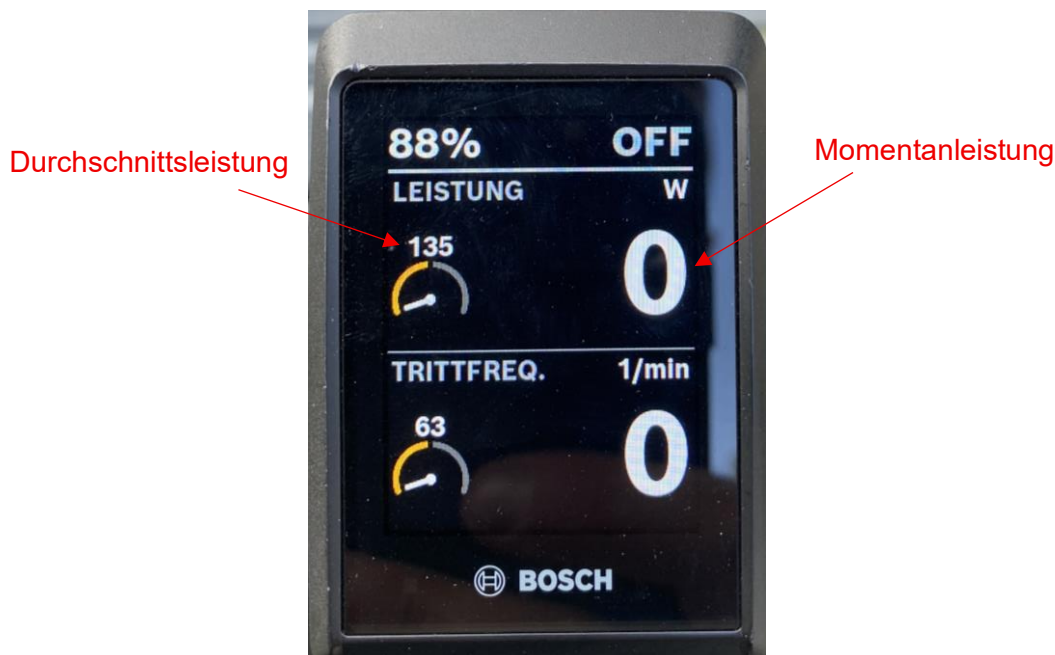 Durchschnittsleistung
Momentanleistung
88% OFF
LEISTUNG W
135
0
TRITTFREQ. 1/min
63
0
BOSCH